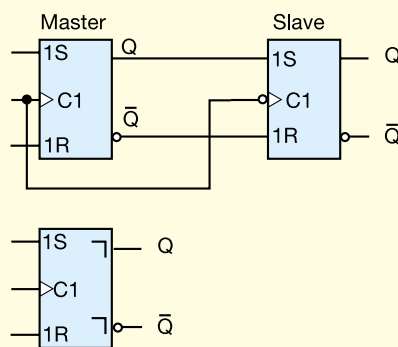 Master Slave
1S Q 1S Q
C1 C1
1R Q̅ 1R Q̅
1S Q
C1
1R Q̅